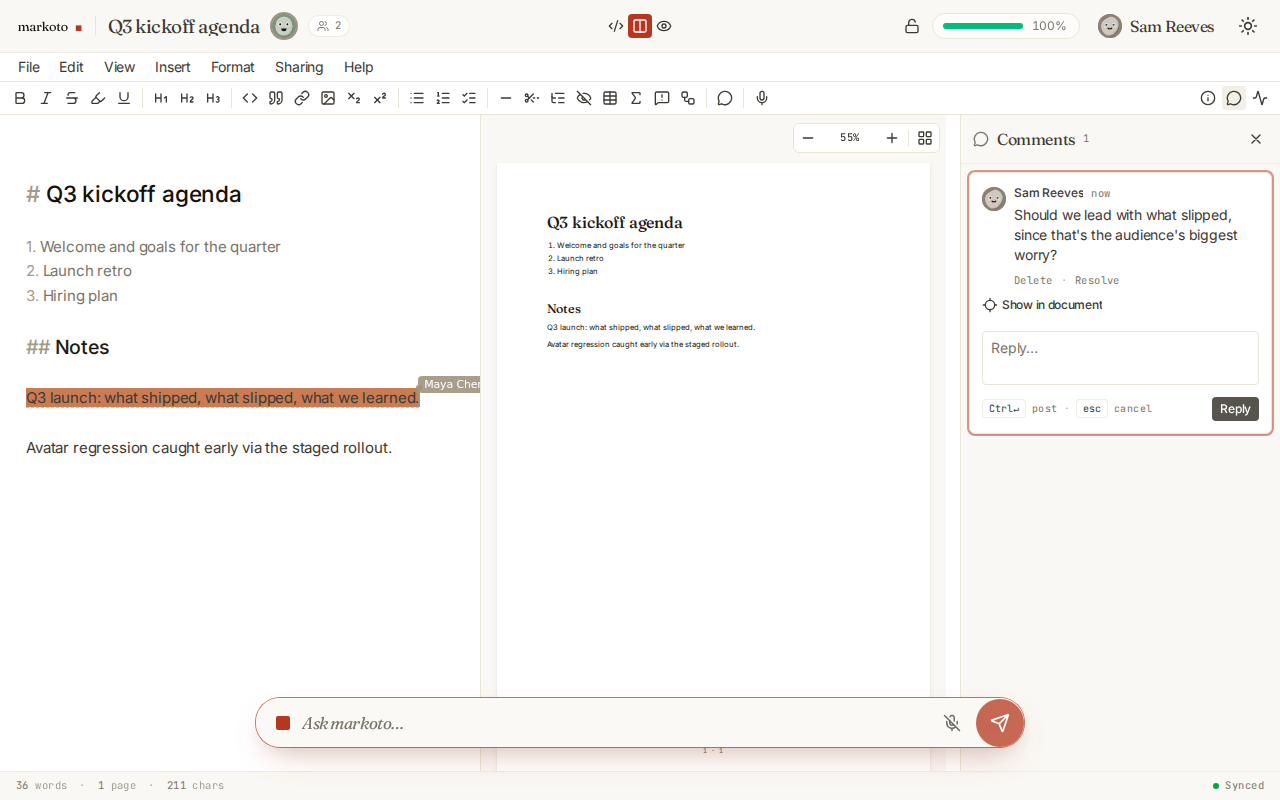 markoto
Q3 kickoff agenda
2
100%
Sam Reeves
File Edit View Insert Format Sharing Help
H1 H2 H3
55%
# Q3 kickoff agenda
1. Welcome and goals for the quarter
2. Launch retro
3. Hiring plan
## Notes
Maya Cher
Q3 launch: what shipped, what slipped, what we learned.
Avatar regression caught early via the staged rollout.
Q3 kickoff agenda
1. Welcome and goals for the quarter
2. Launch retro
3. Hiring plan
Notes
Q3 launch: what shipped, what slipped, what we learned.
Avatar regression caught early via the staged rollout.
1 · 1
Comments 1
Sam Reeves now
Should we lead with what slipped,
since that's the audience's biggest
worry?
Delete · Resolve
Show in document
Reply...
Ctrl↵ post · esc cancel
Reply
Ask markoto...
36 words · 1 page · 211 chars
Synced